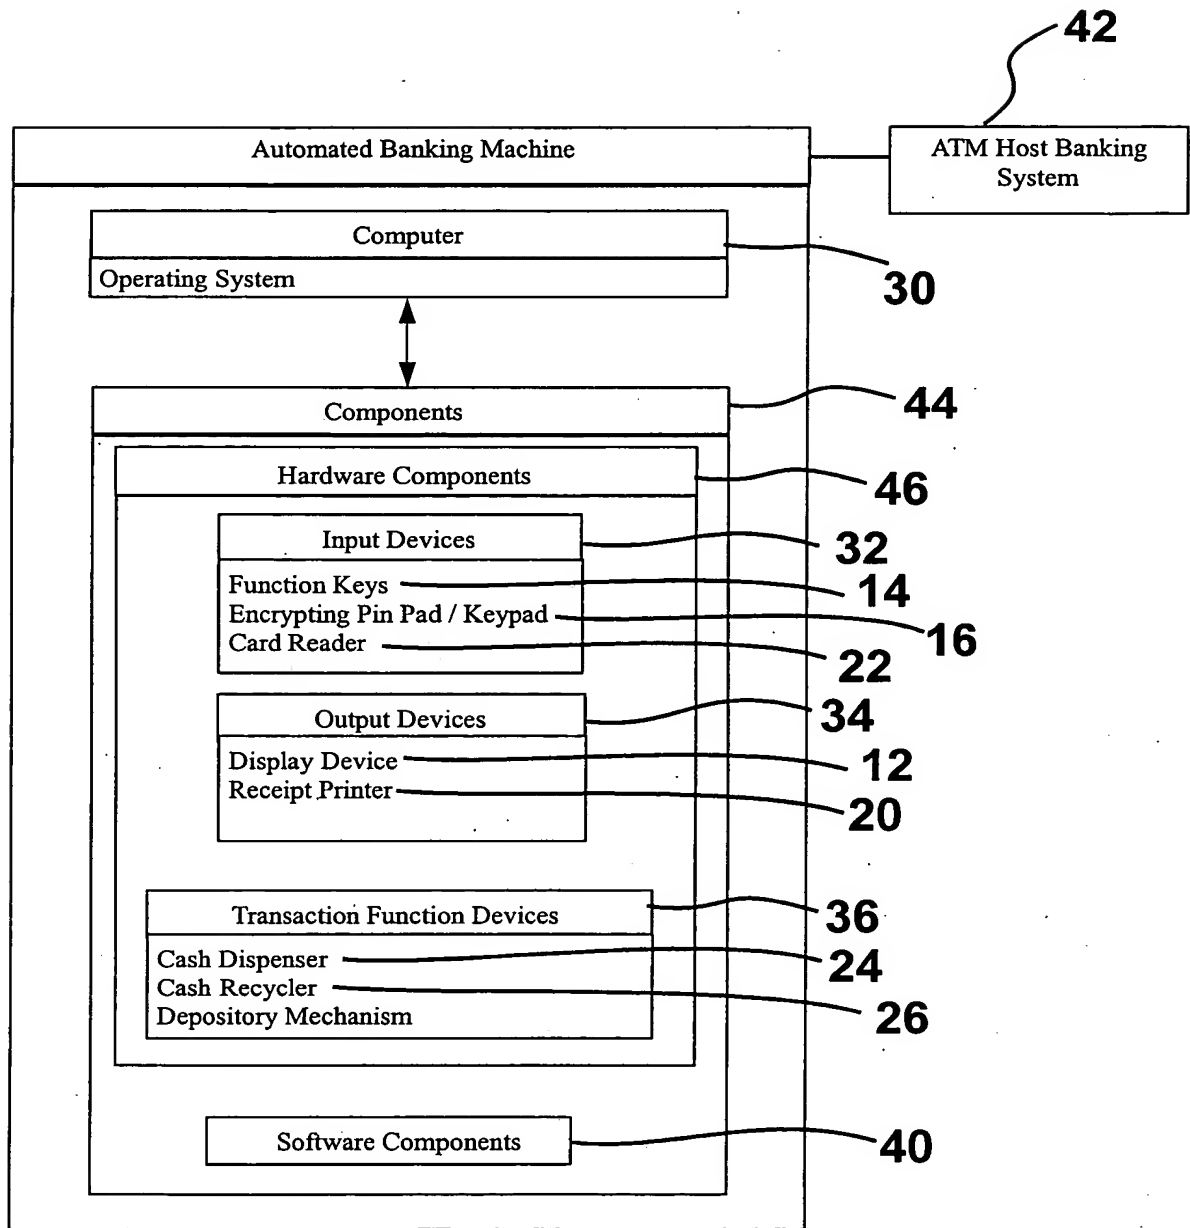 42
Automated Banking Machine
ATM Host Banking
System
Computer
30
Operating System
Components
44
Hardware Components
46
Input Devices
32
Function Keys
14
Encrypting Pin Pad / Keypad
16
Card Reader
22
Output Devices
34
Display Device
12
Receipt Printer
20
Transaction Function Devices
36
Cash Dispenser
24
Cash Recycler
26
Depository Mechanism
Software Components
40